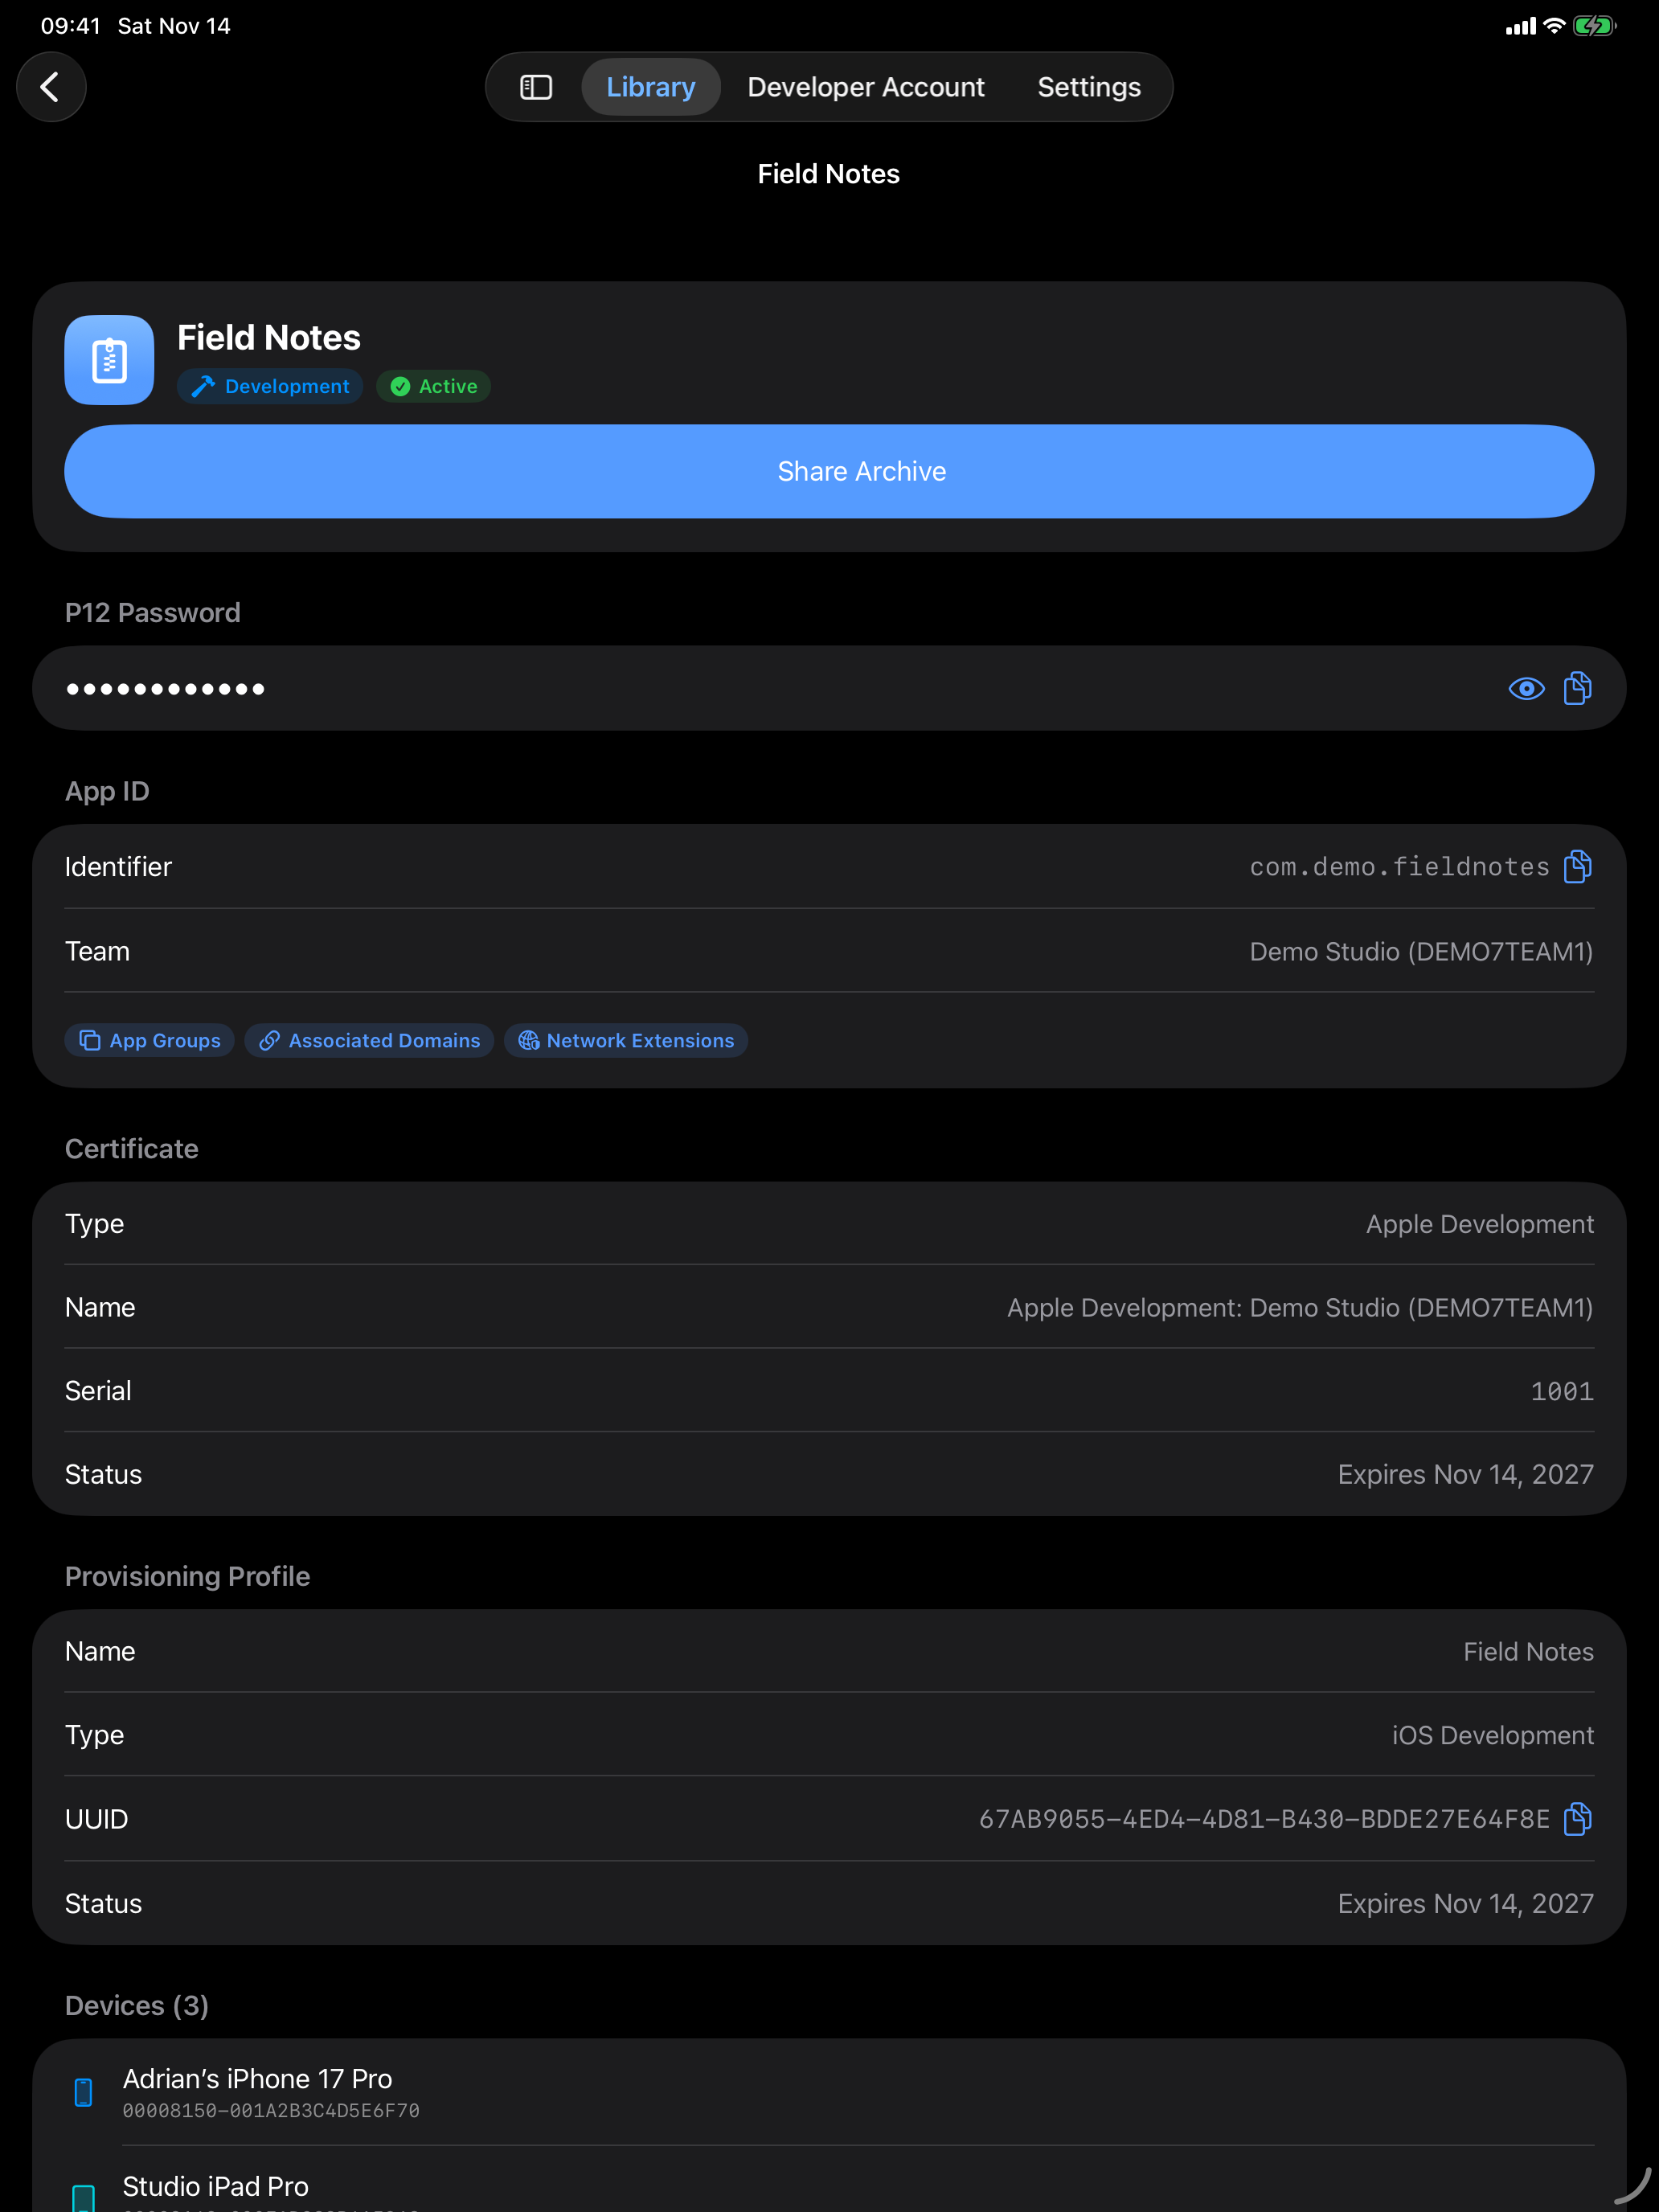 09:41 Sat Nov 14
Library Developer Account Settings
Field Notes
Field Notes
Development Active
Share Archive
P12 Password
••••••••••••
App ID
Identifier com.demo.fieldnotes
Team Demo Studio (DEMO7TEAM1)
App Groups Associated Domains Network Extensions
Certificate
Type Apple Development
Name Apple Development: Demo Studio (DEMO7TEAM1)
Serial 1001
Status Expires Nov 14, 2027
Provisioning Profile
Name Field Notes
Type iOS Development
UUID 67AB9055-4ED4-4D81-B430-BDDE27E64F8E
Status Expires Nov 14, 2027
Devices (3)
Adrian’s iPhone 17 Pro
00008150-001A2B3C4D5E6F70
Studio iPad Pro